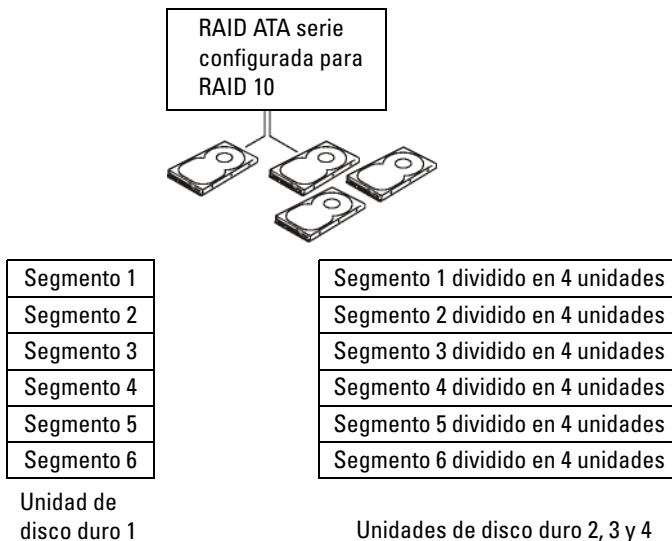 RAID ATA serie
configurada para
RAID 10
Segmento 1
Segmento 2
Segmento 3
Segmento 4
Segmento 5
Segmento 6
Unidad de
disco duro 1
Segmento 1 dividido en 4 unidades
Segmento 2 dividido en 4 unidades
Segmento 3 dividido en 4 unidades
Segmento 4 dividido en 4 unidades
Segmento 5 dividido en 4 unidades
Segmento 6 dividido en 4 unidades
Unidades de disco duro 2, 3 y 4